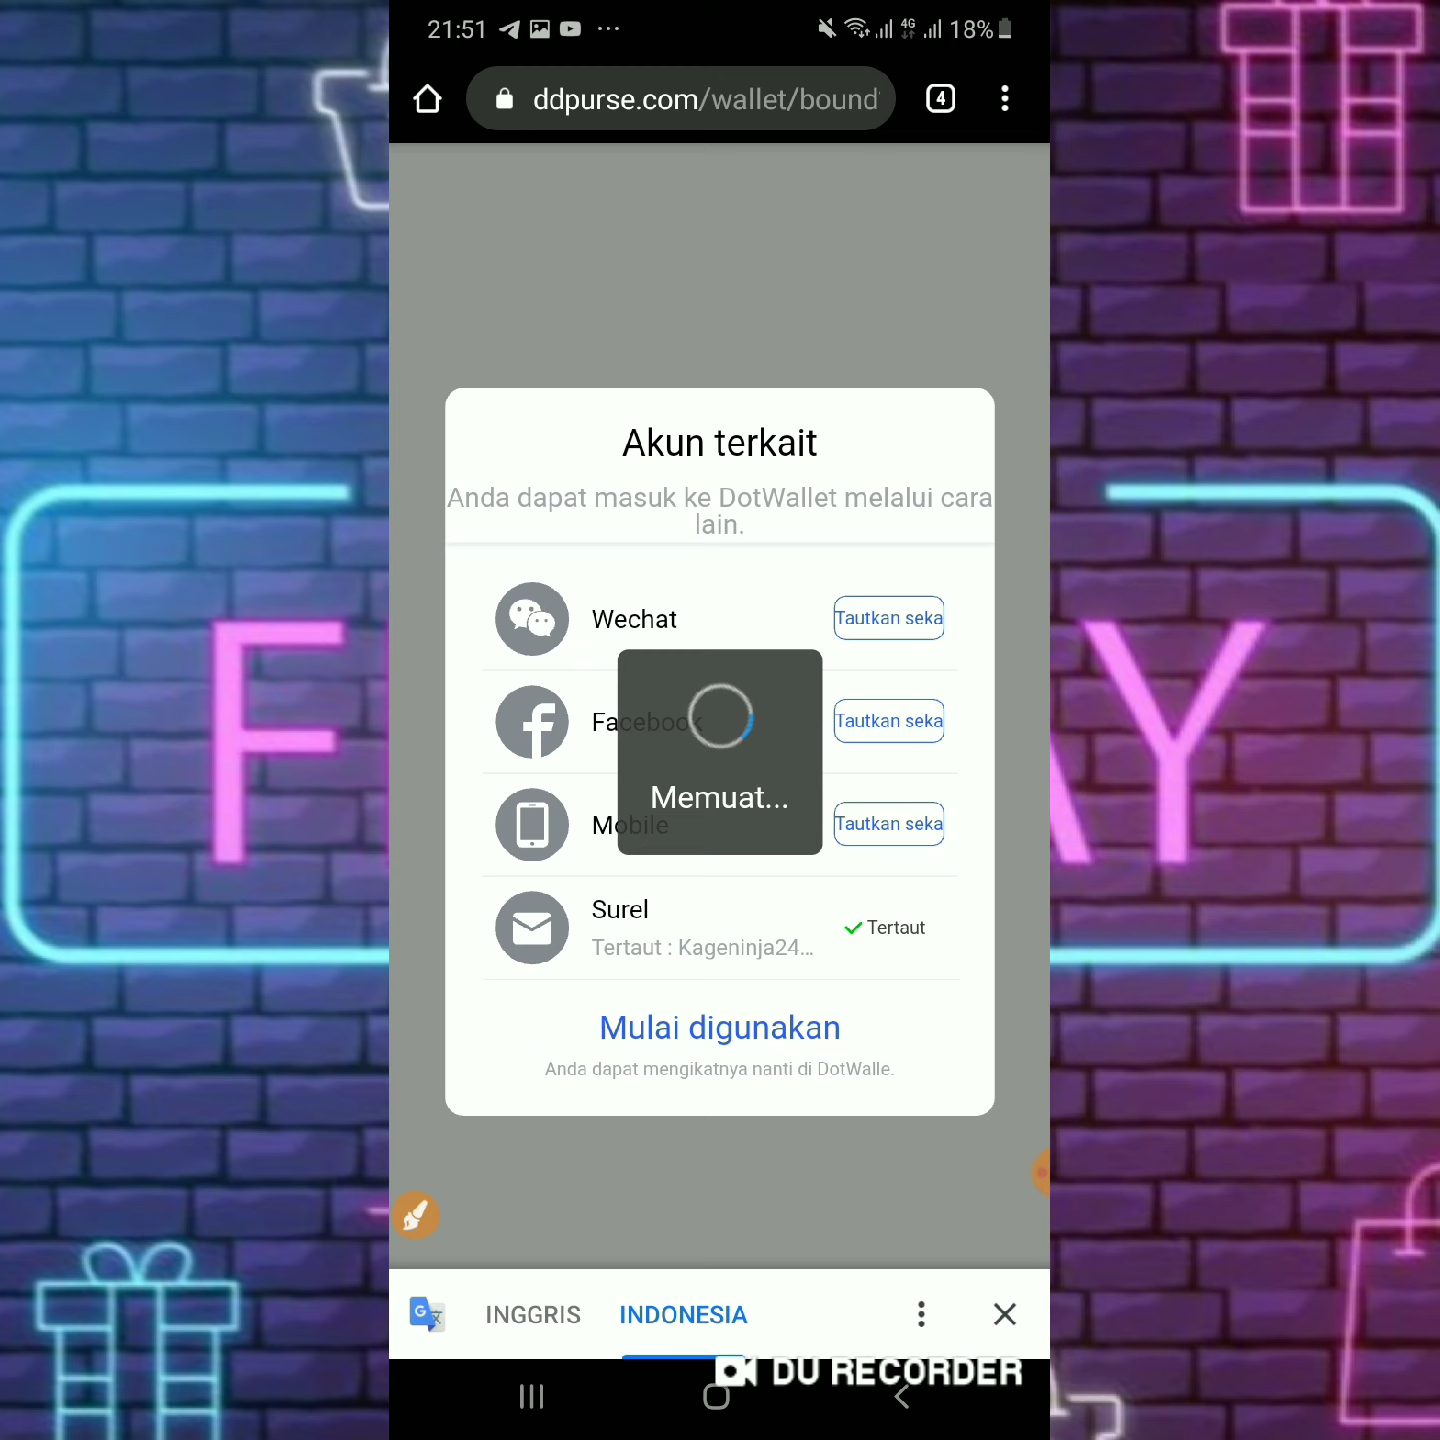 21:51
4G
18%
ddpurse.com/wallet/bound
4
Akun terkait
Anda dapat masuk ke DotWallet melalui cara
lain.
Wechat
Tautkan seka
Facebook
Tautkan seka
Memuat...
Mobile
Tautkan seka
Surel
Tertaut : Kageninja24...
Tertaut
Mulai digunakan
Anda dapat mengikatnya nanti di DotWalle.
INGGRIS
INDONESIA
DU RECORDER
F
AY